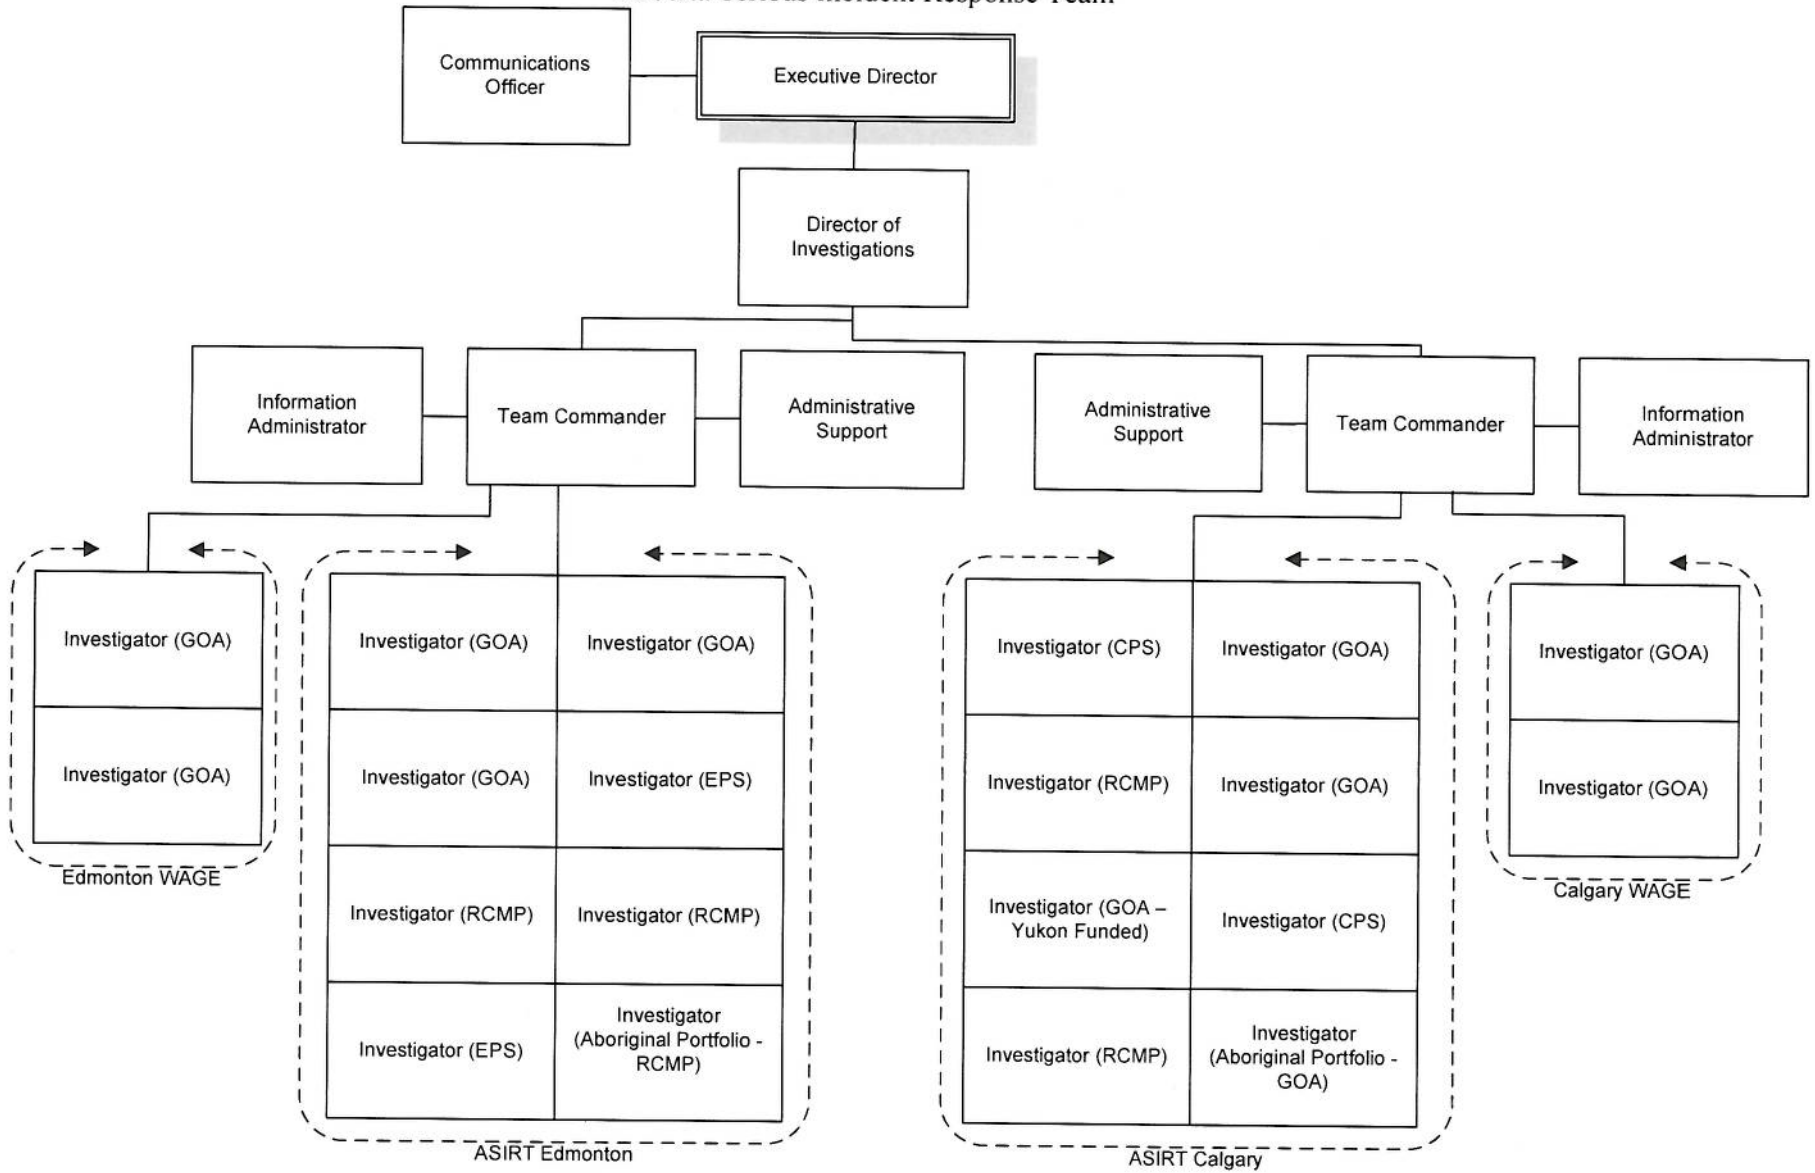 Incident Response Team
Communications
Officer
Executive Director
Director of
Investigations
Information
Administrator
Team Commander
Administrative
Support
Administrative
Support
Team Commander
Information
Administrator
Investigator (GOA)
Investigator (GOA)
Edmonton WAGE
Investigator (GOA)
Investigator (GOA)
Investigator (GOA)
Investigator (EPS)
Investigator (RCMP)
Investigator (RCMP)
Investigator (EPS)
Investigator
(Aboriginal Portfolio -
RCMP)
ASIRT Edmonton
Investigator (CPS)
Investigator (GOA)
Investigator (RCMP)
Investigator (GOA)
Investigator (GOA –
Yukon Funded)
Investigator (CPS)
Investigator (RCMP)
Investigator
(Aboriginal Portfolio -
GOA)
ASIRT Calgary
Investigator (GOA)
Investigator (GOA)
Calgary WAGE